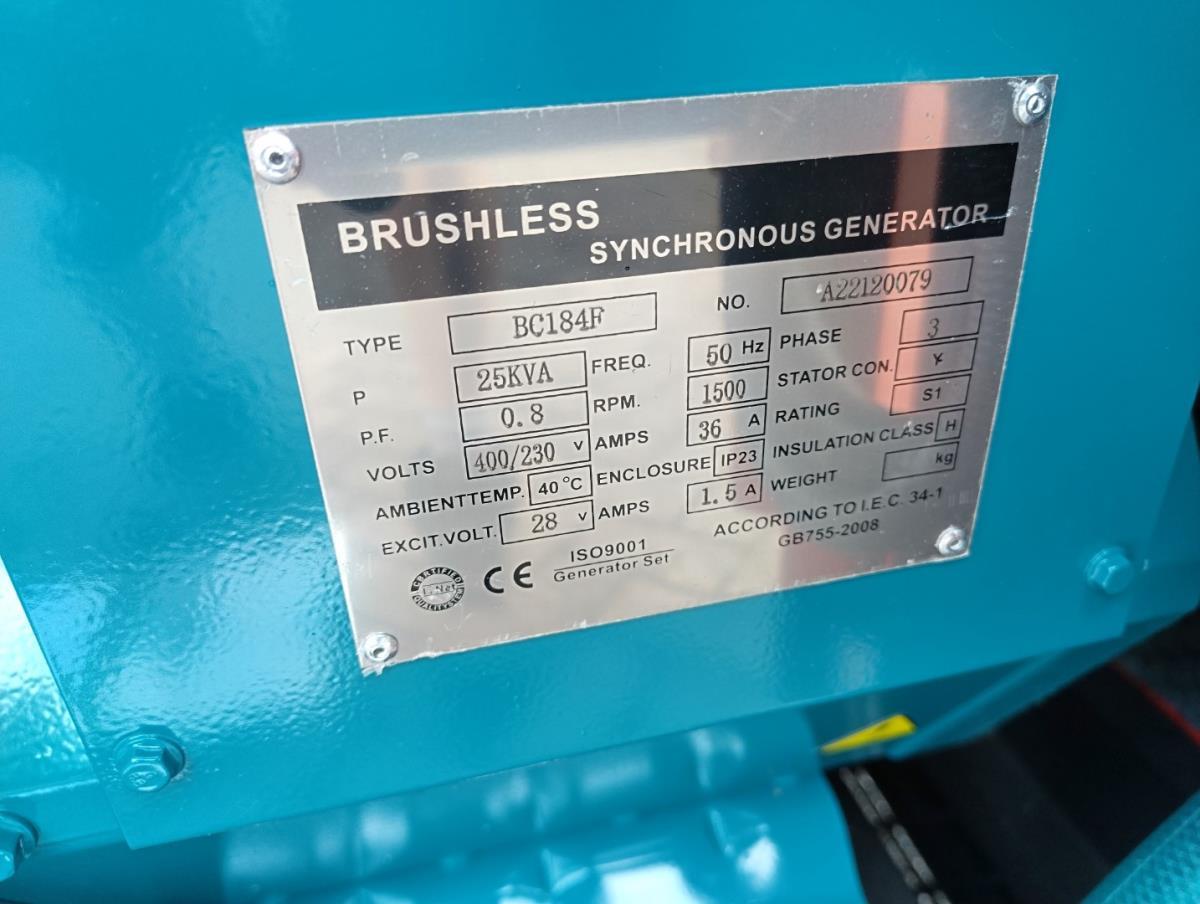 BRUSHLESS
SYNCHRONOUS GENERATOR
TYPE BC184F NO. A22120079
P 25KVA FREQ. 50 Hz PHASE 3
P.F. 0.8 RPM. 1500 STATOR CON. Y
VOLTS 400/230 V AMPS 36 A RATING S1
AMBIENTTEMP. 40°C ENCLOSURE IP23 INSULATION CLASS H
EXCIT.VOLT. 28 V AMPS 1.5 A WEIGHT kg
CERTIFIED
CE ISO9001
Generator Set
ACCORDING TO I.E.C. 34-1
GB755-2008